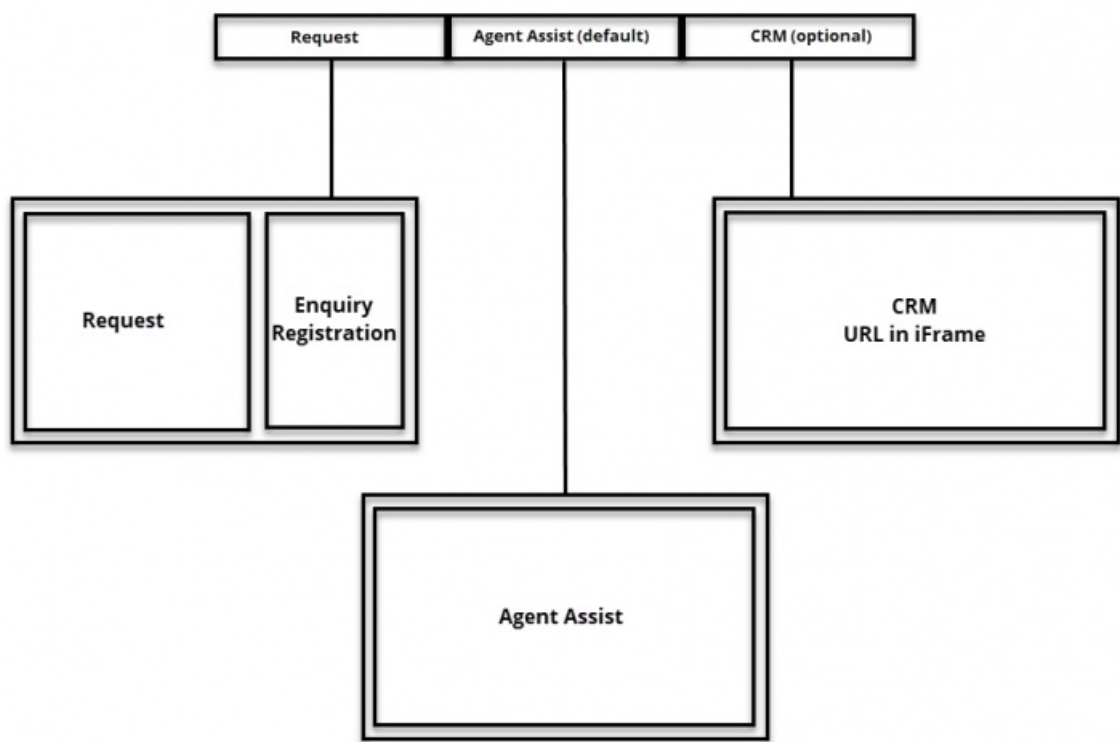 Request
Agent Assist (default)
CRM (optional)
Request
Enquiry
Registration
CRM
URL in iFrame
Agent Assist